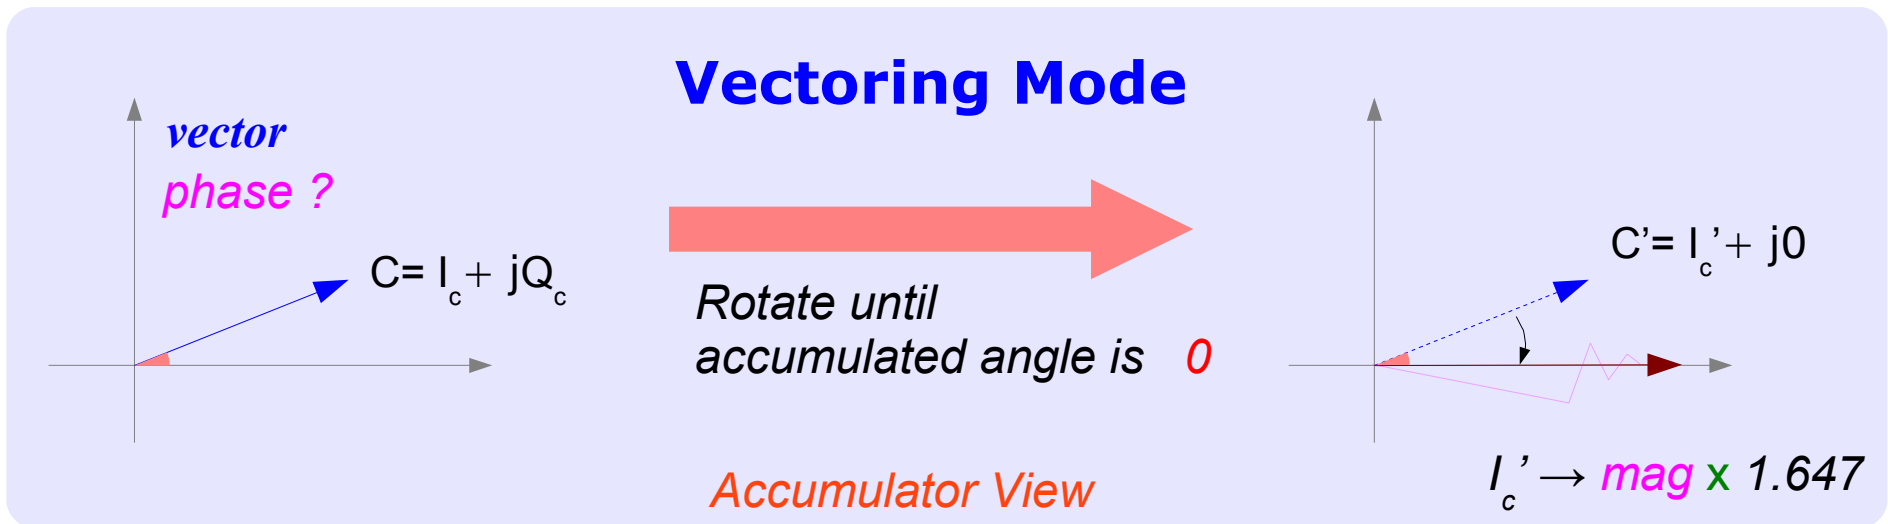 Vectoring Mode
vector
phase ?
C= I_c + jQ_c
Rotate until
accumulated angle is 0
Accumulator View
C’= I_c’+ j0
I_c’ → mag x 1.647